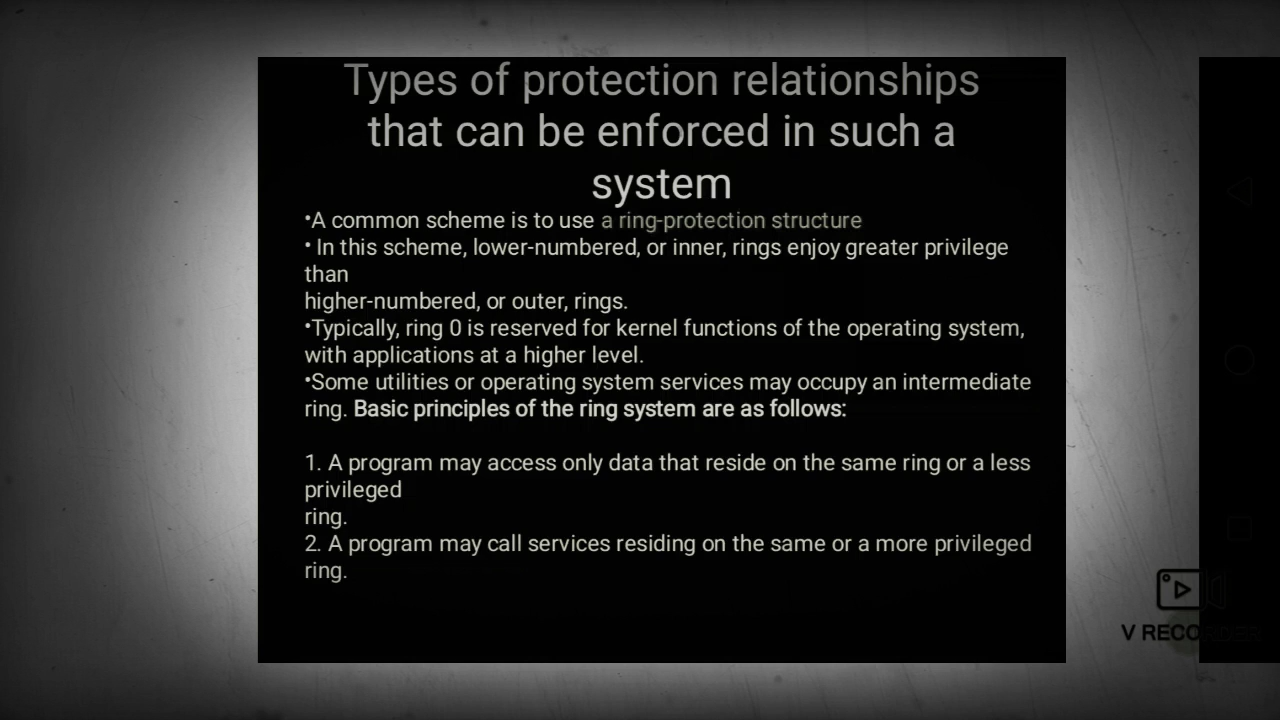 Types of protection relationships
that can be enforced in such a
system
•A common scheme is to use a ring-protection structure
• In this scheme, lower-numbered, or inner, rings enjoy greater privilege
than
higher-numbered, or outer, rings.
•Typically, ring 0 is reserved for kernel functions of the operating system,
with applications at a higher level.
•Some utilities or operating system services may occupy an intermediate
ring. Basic principles of the ring system are as follows:
1. A program may access only data that reside on the same ring or a less
privileged
ring.
2. A program may call services residing on the same or a more privileged
ring.
V RECORDER